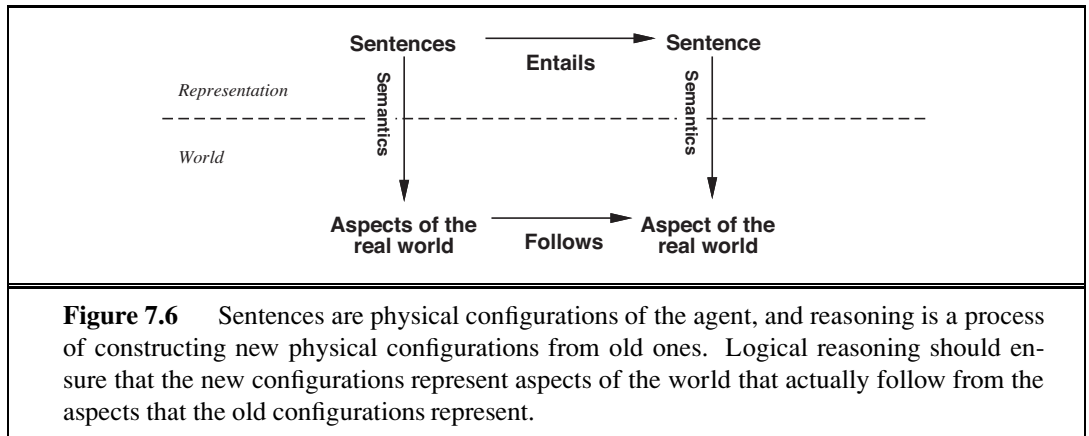 Sentences
Sentence
Entails
Semantics
Semantics
Representation
World
Aspects of the
real world
Follows
Aspect of the
real world
Figure 7.6 Sentences are physical configurations of the agent, and reasoning is a process
of constructing new physical configurations from old ones. Logical reasoning should en-
sure that the new configurations represent aspects of the world that actually follow from the
aspects that the old configurations represent.